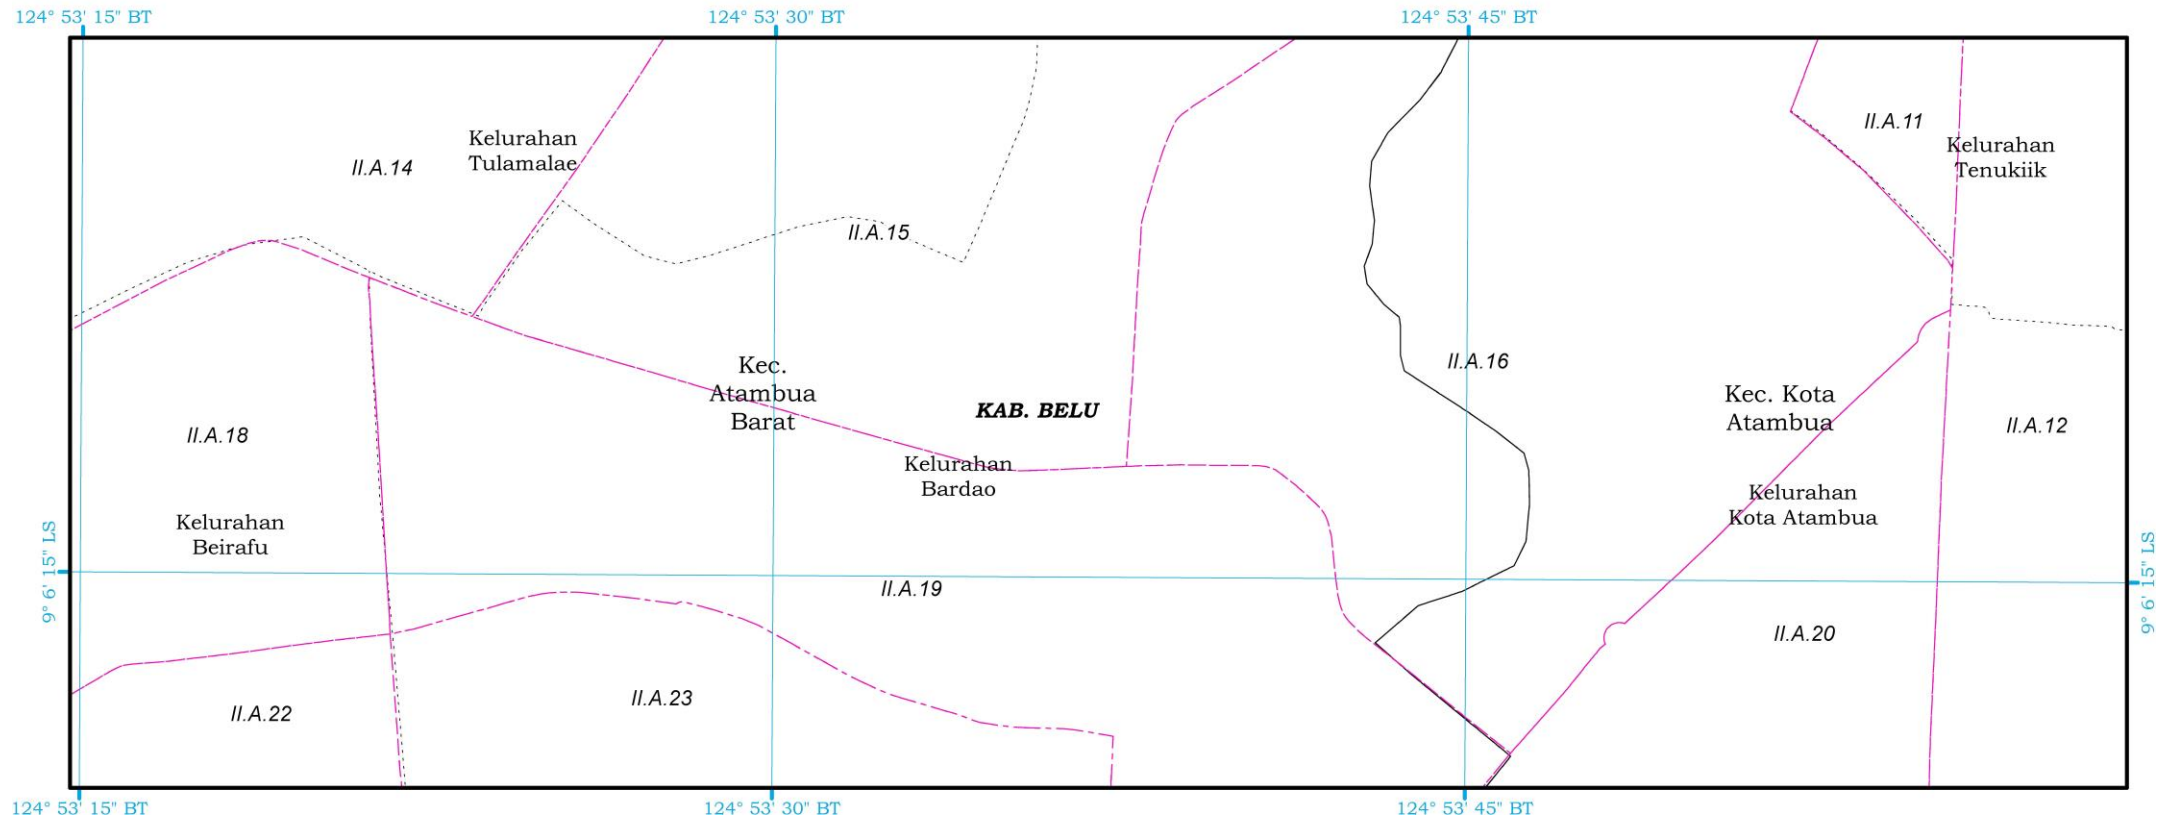 124° 53' 15" BT
124° 53' 30" BT
124° 53' 45" BT
II.A.11
Kelurahan
Tulamalae
Kelurahan
Tenukiik
II.A.14
II.A.15
II.A.16
Kec.
Atambua
Barat
KAB. BELU
Kec. Kota
Atambua
II.A.12
II.A.18
Kelurahan
Bardao
Kelurahan
Kota Atambua
Kelurahan
Beirafu
9° 6' 15" LS
9° 6' 15" LS
II.A.19
II.A.20
II.A.22
II.A.23
124° 53' 15" BT
124° 53' 30" BT
124° 53' 45" BT